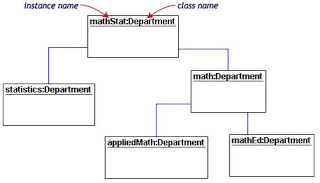 instance name
class name
mathStat:Department
statistics:Department
math:Department
appliedMath:Department
mathEd:Department